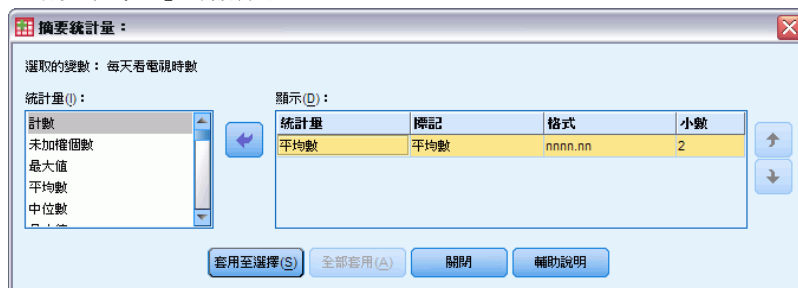 摘要統計量：
選取的變數： 每天看電視時數
統計量(I)：
顯示(D)：
計數
未加權個數
最大值
平均數
中位數
統計量 標記 格式 小數
平均數 平均數 nnnn.nn 2
套用至選擇(S) 全部套用(A) 關閉 輔助說明